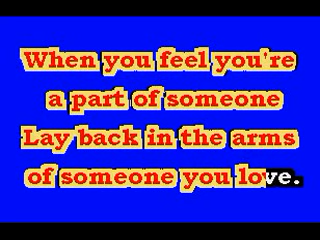 When you feel you're
a part of someone
Lay back in the arms
of someone you love.